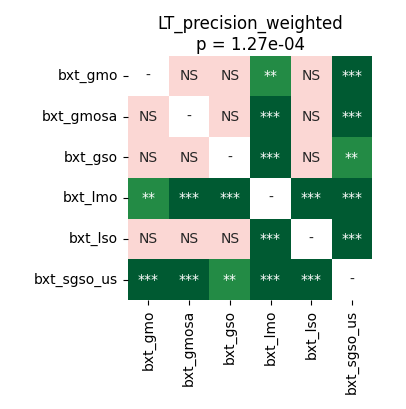 LT_precision_weighted
p = 1.27e-04
bxt_gmo - NS NS ** NS ***
bxt_gmosa NS - NS *** NS ***
bxt_gso NS NS - *** NS **
bxt_lmo ** *** *** - *** ***
bxt_lso NS NS NS *** - ***
bxt_sgso_us *** *** ** *** *** -
bxt_gmo
bxt_gmosa
bxt_gso
bxt_lmo
bxt_lso
bxt_sgso_us